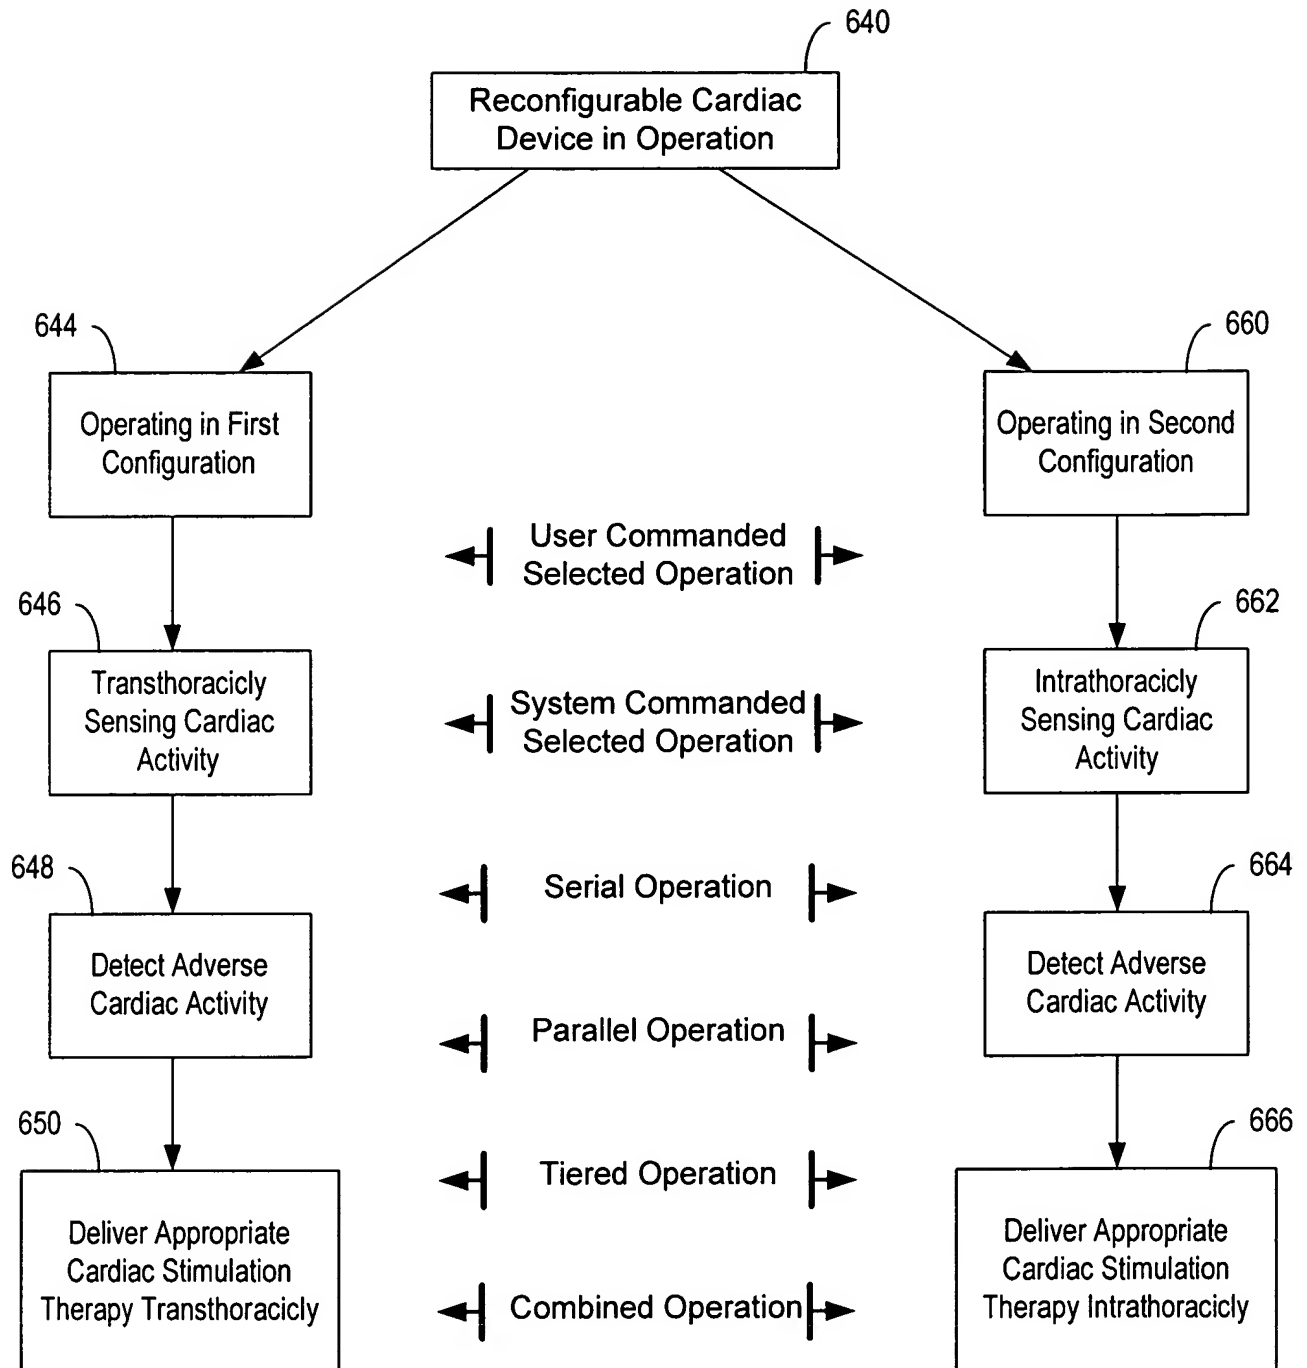 640
Reconfigurable Cardiac
Device in Operation
644
Operating in First
Configuration
660
Operating in Second
Configuration
User Commanded
Selected Operation
646
Transthoracicly
Sensing Cardiac
Activity
System Commanded
Selected Operation
662
Intrathoracicly
Sensing Cardiac
Activity
648
Detect Adverse
Cardiac Activity
Serial Operation
664
Detect Adverse
Cardiac Activity
Parallel Operation
650
Deliver Appropriate
Cardiac Stimulation
Therapy Transthoracicly
Tiered Operation
Combined Operation
666
Deliver Appropriate
Cardiac Stimulation
Therapy Intrathoracicly